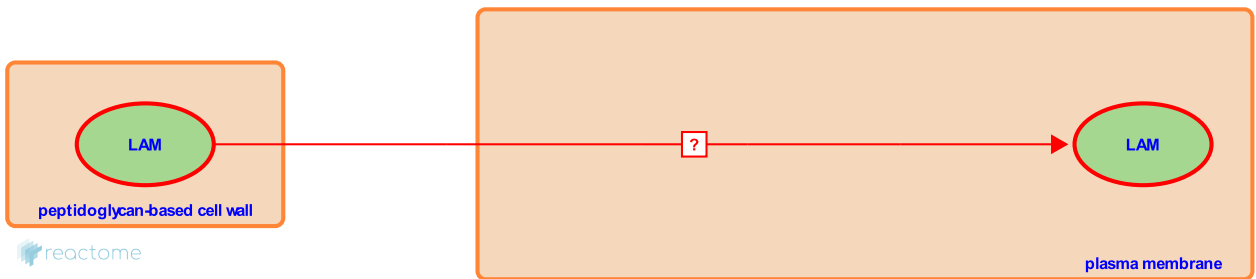 LAM
?
LAM
peptidoglycan-based cell wall
reactome
plasma membrane